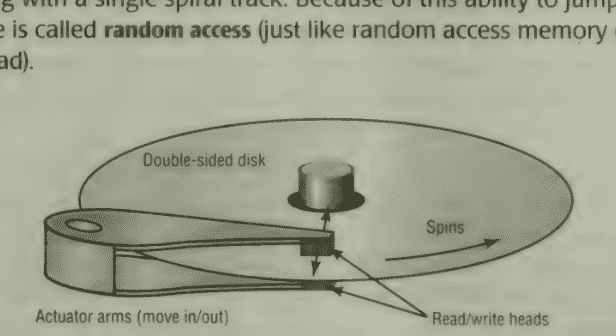 g with a single spiral track. Because of this ability to jump
e is called random access (just like random access memory
ad).
Double-sided disk
Spins
Actuator arms (move in/out)
Read/write heads